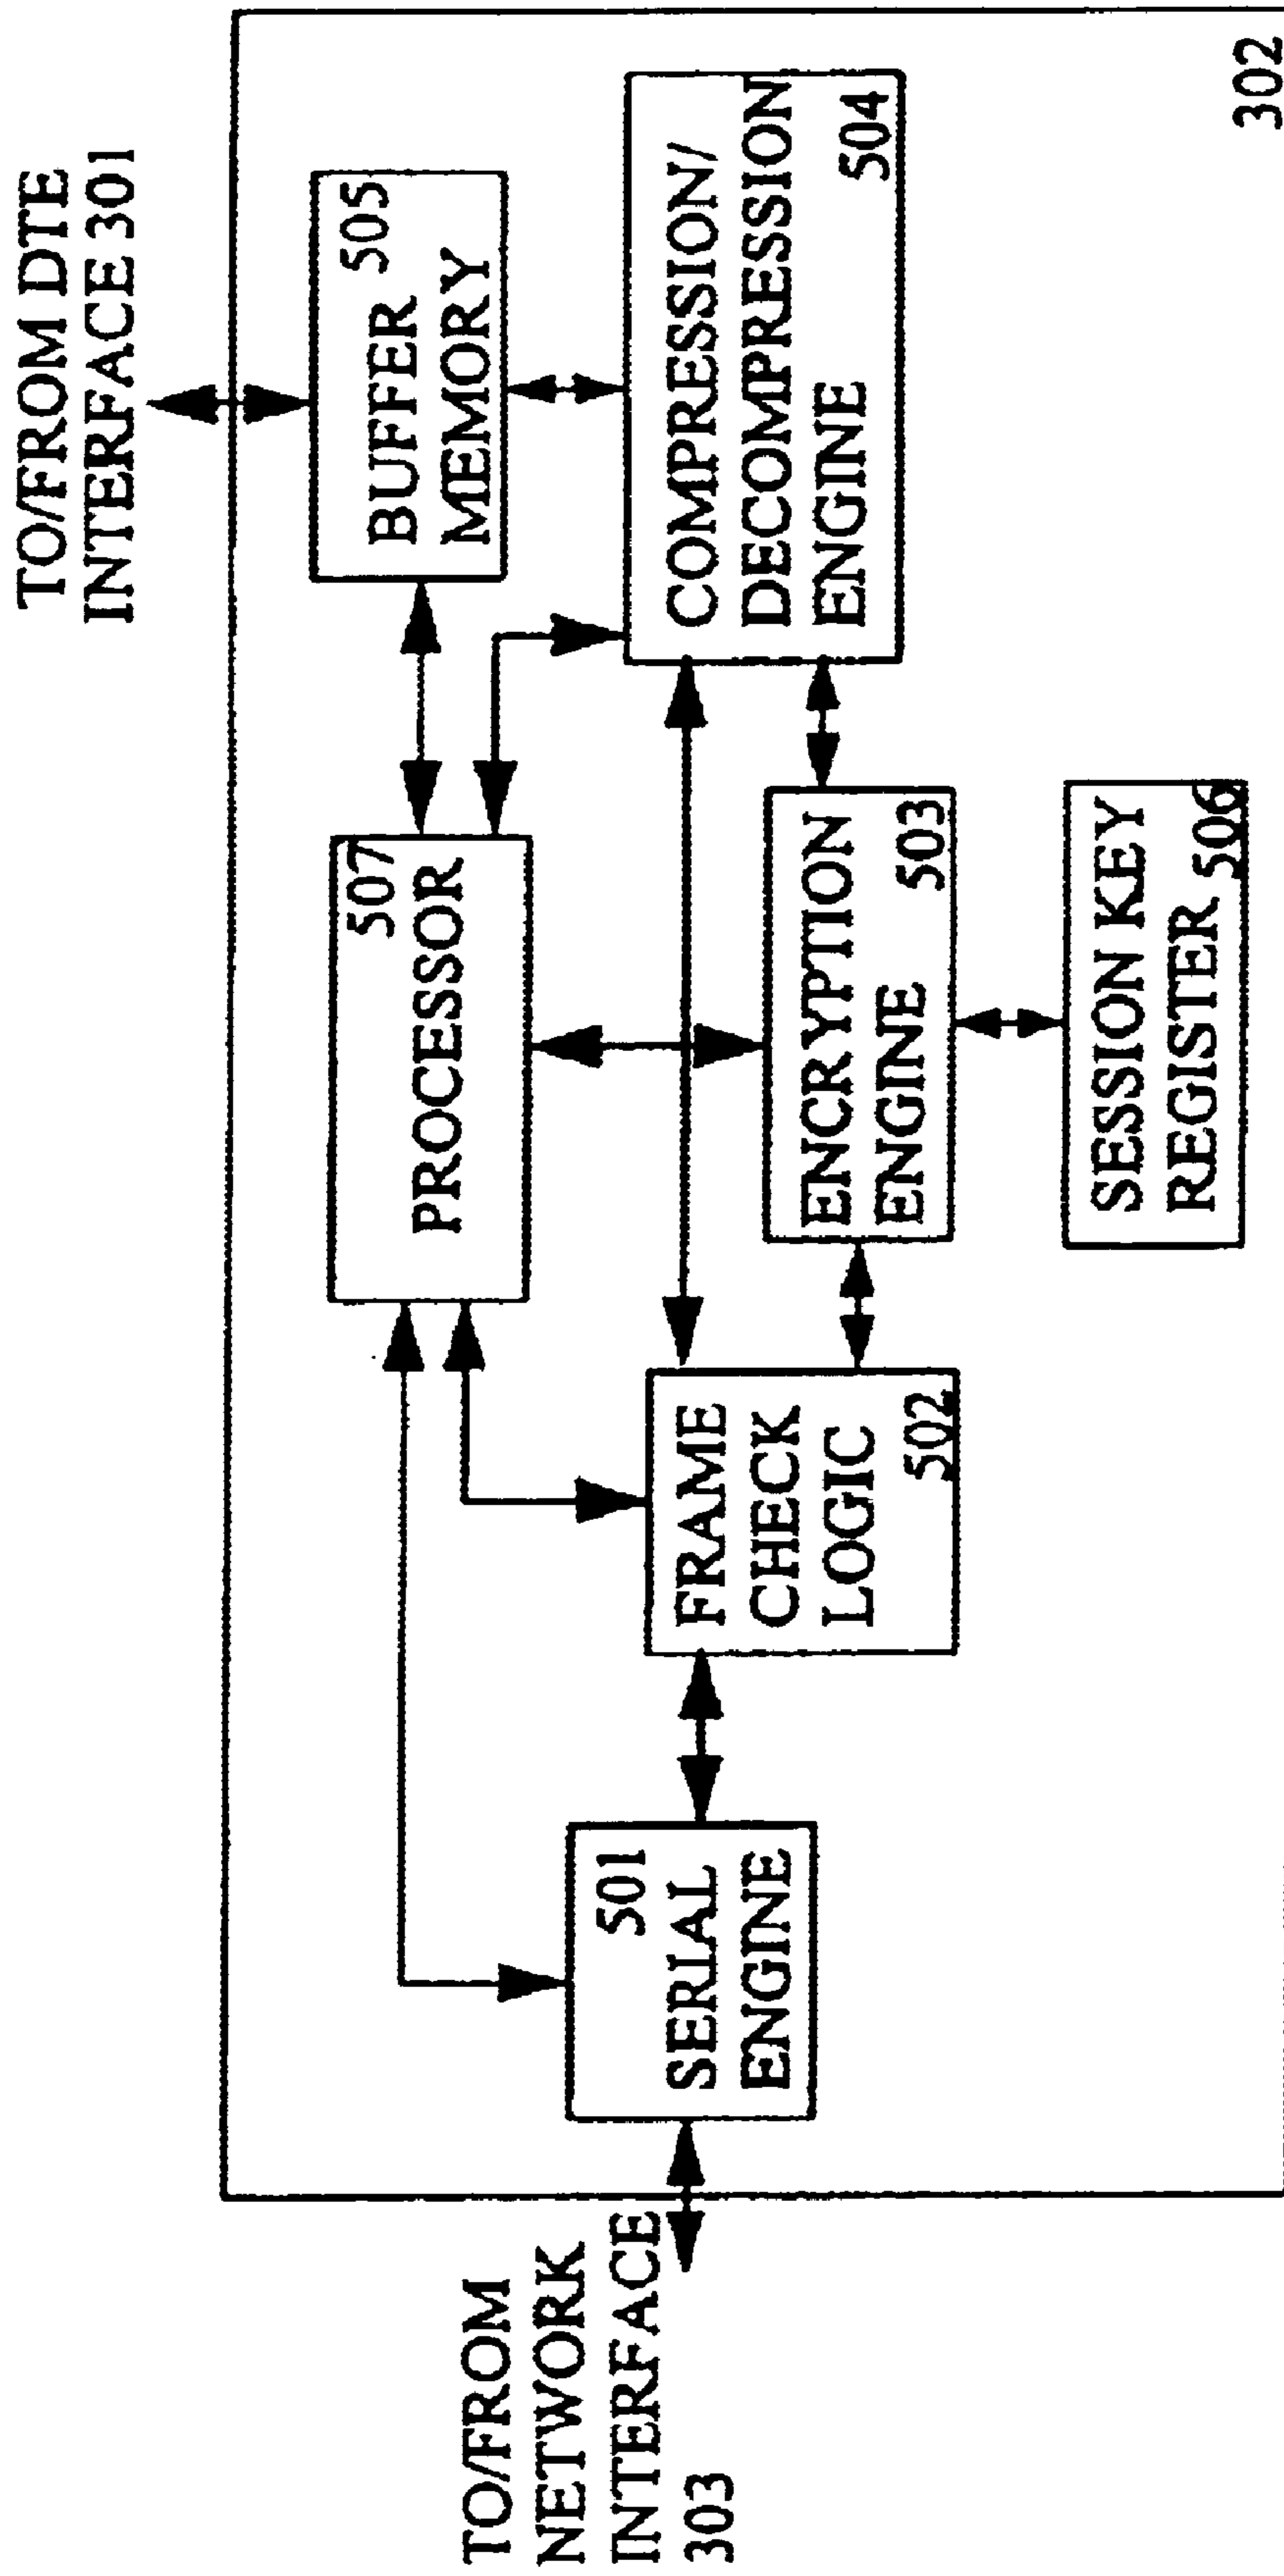 TO/FROM DTE
INTERFACE 301
505
BUFFER
MEMORY
507
PROCESSOR
COMPRESSION/
DECOMPRESSION
ENGINE
504
TO/FROM
NETWORK
INTERFACE
303
501
SERIAL
ENGINE
FRAME
CHECK
LOGIC
502
ENCRYPTION
ENGINE 503
SESSION KEY
REGISTER 506
302